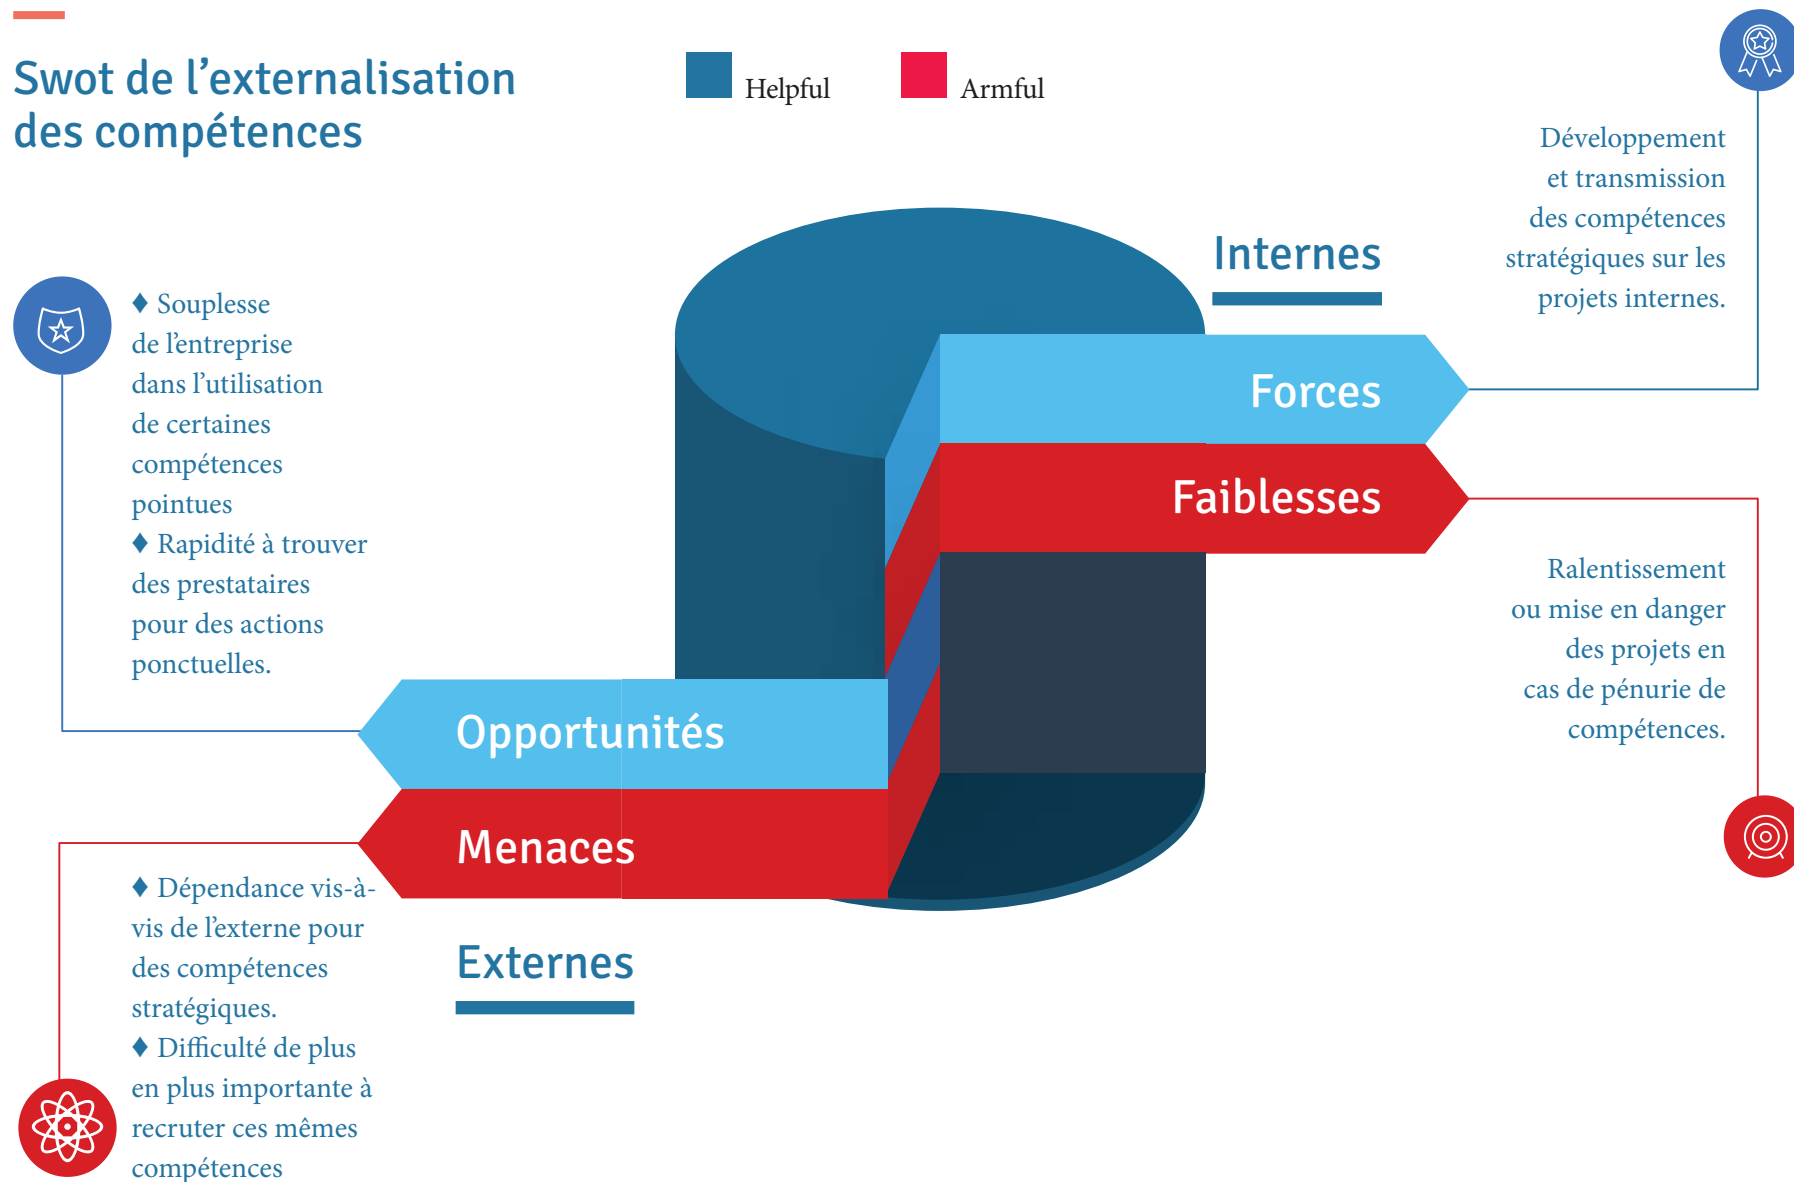 Swot de l’externalisation
des compétences
Helpful
Armful
Développement
et transmission
des compétences
stratégiques sur les
projets internes.
Internes
♦ Souplesse
de l’entreprise
dans l’utilisation
de certaines
compétences
pointues
♦ Rapidité à trouver
des prestataires
pour des actions
ponctuelles.
Forces
Faiblesses
Ralentissement
ou mise en danger
des projets en
cas de pénurie de
compétences.
Opportunités
Menaces
♦ Dépendance vis-à-
vis de l’externe pour
des compétences
stratégiques.
♦ Difficulté de plus
en plus importante à
recruter ces mêmes
compétences
Externes